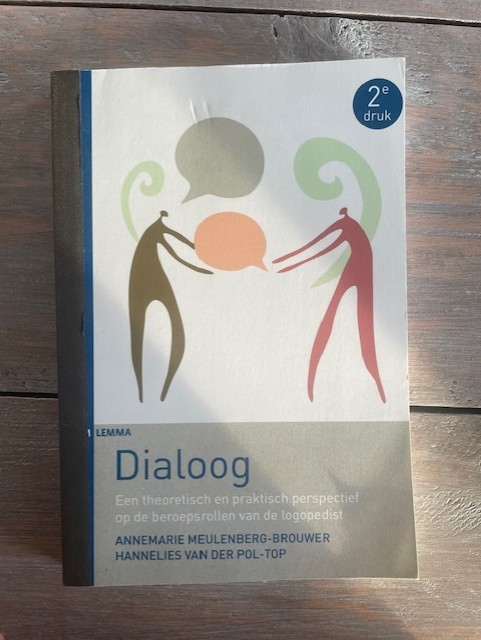 2e
druk
LEMMA
Dialoog
Een theoretisch en praktisch perspectief
op de beroepsrollen van de logopedist
ANNEMARIE MEULENBERG-BROUWER
HANNELIES VAN DER POL-TOP